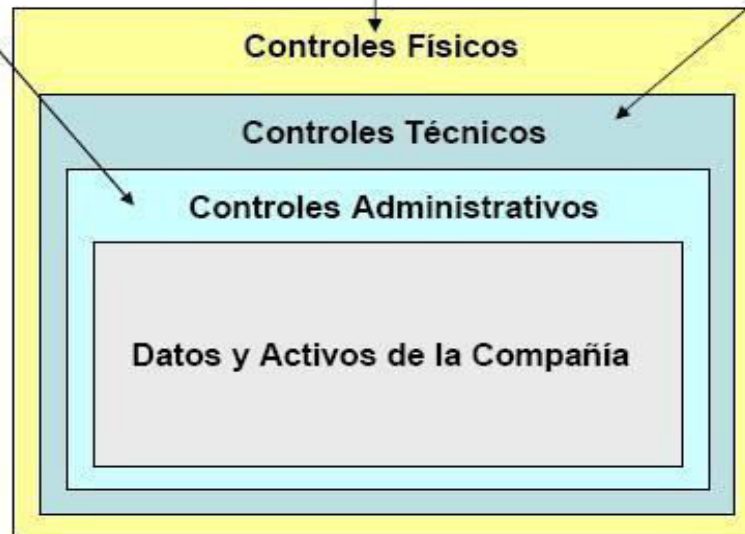 Controles Físicos
Controles Técnicos
Controles Administrativos
Datos y Activos de la Compañía